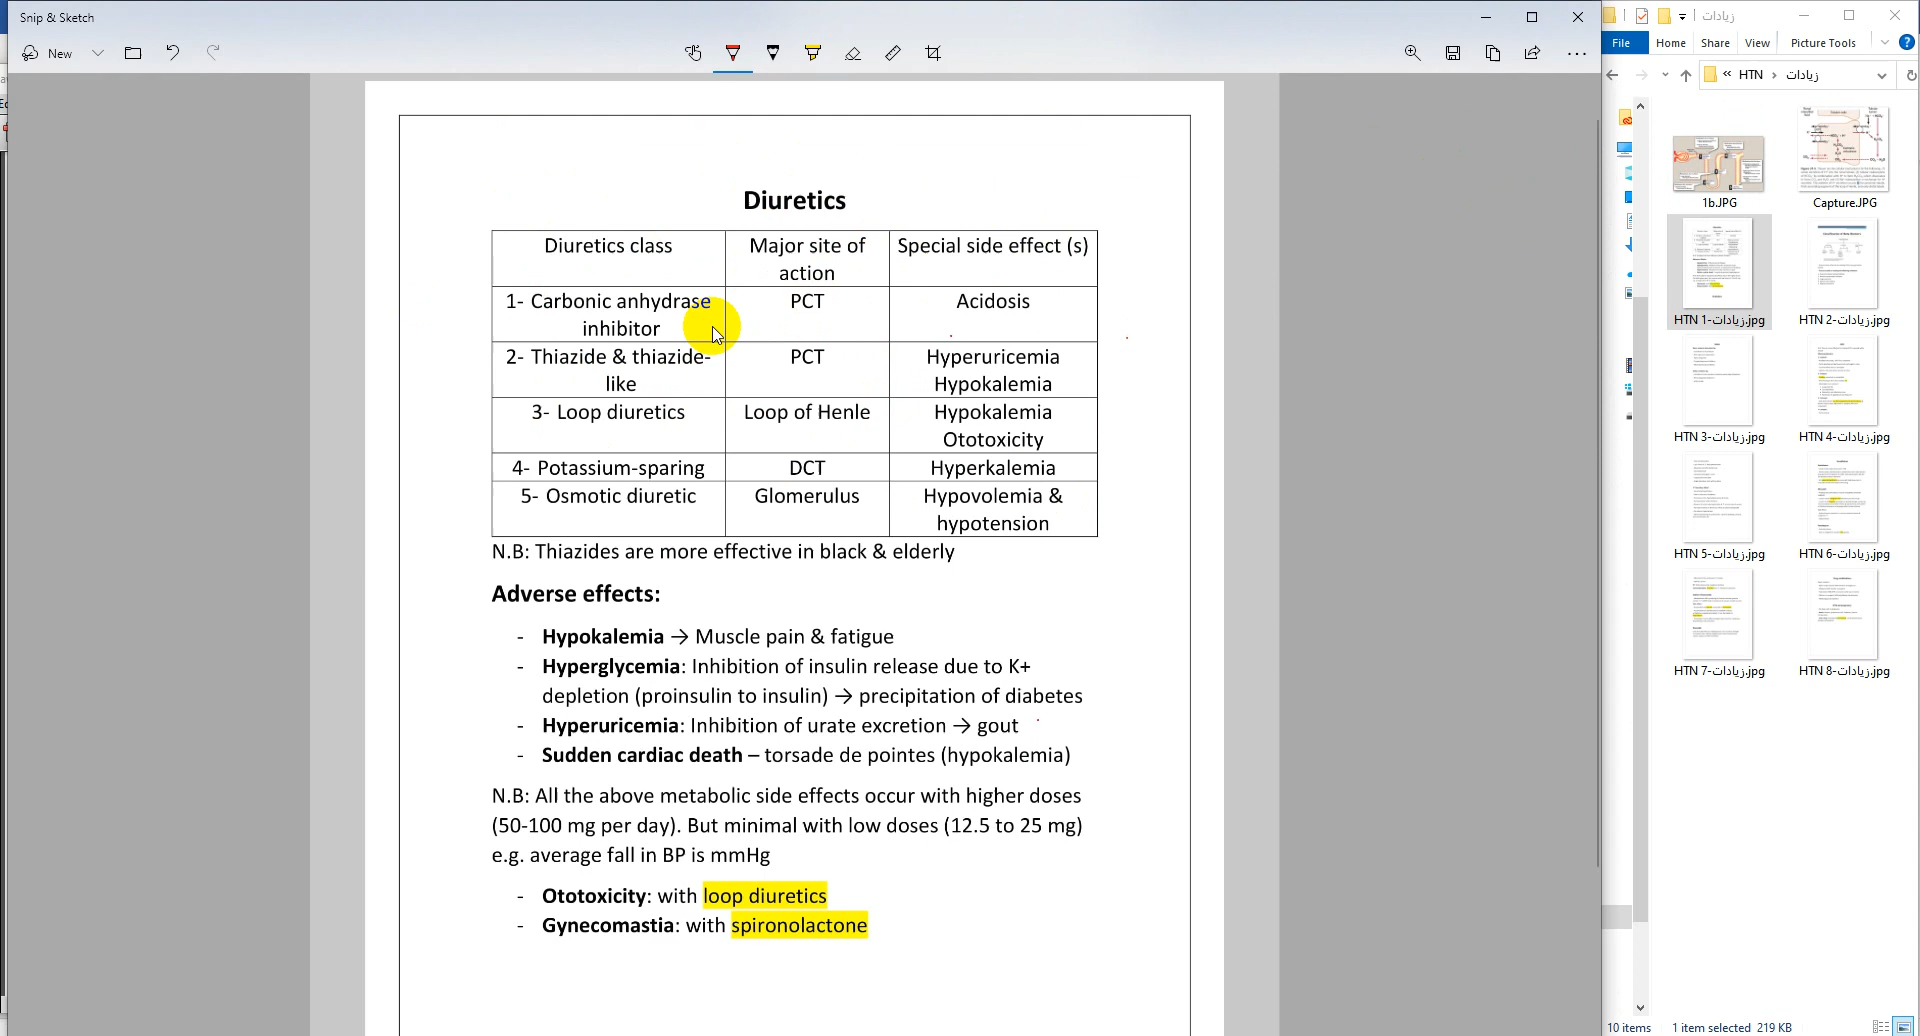 Snip & Sketch
New
Diuretics
Diuretics class
Major site of action
Special side effect (s)
1- Carbonic anhydrase inhibitor
PCT
Acidosis
2- Thiazide & thiazide-like
PCT
Hyperuricemia
Hypokalemia
3- Loop diuretics
Loop of Henle
Hypokalemia
Ototoxicity
4- Potassium-sparing
DCT
Hyperkalemia
5- Osmotic diuretic
Glomerulus
Hypovolemia &
hypotension
N.B: Thiazides are more effective in black & elderly
Adverse effects:
- Hypokalemia → Muscle pain & fatigue
- Hyperglycemia: Inhibition of insulin release due to K+
depletion (proinsulin to insulin) → precipitation of diabetes
- Hyperuricemia: Inhibition of urate excretion → gout
- Sudden cardiac death – torsade de pointes (hypokalemia)
N.B: All the above metabolic side effects occur with higher doses
(50-100 mg per day). But minimal with low doses (12.5 to 25 mg)
e.g. average fall in BP is mmHg
- Ototoxicity: with loop diuretics
- Gynecomastia: with spironolactone
زيادات
File Home Share View Picture Tools
« HTN › زيادات
1b.JPG
Capture.JPG
HTN زيادات-1.jpg
HTN زيادات-2.jpg
HTN زيادات-3.jpg
HTN زيادات-4.jpg
HTN زيادات-5.jpg
HTN زيادات-6.jpg
HTN زيادات-7.jpg
HTN زيادات-8.jpg
10 items 1 item selected 219 KB